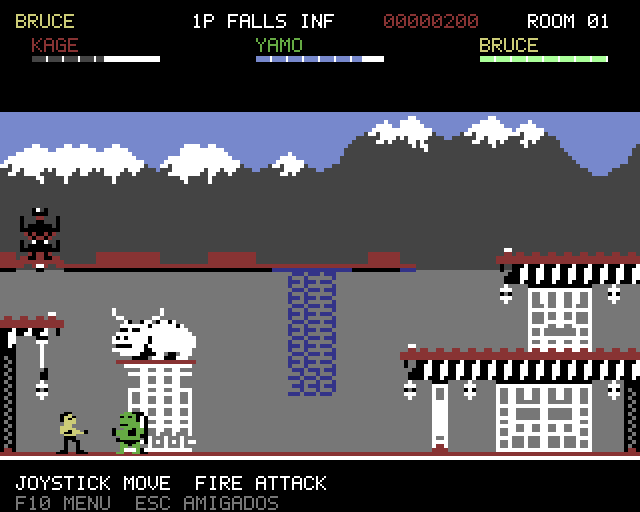 BRUCE 1P FALLS INF 00000200 ROOM 01
KAGE YAMO BRUCE
JOYSTICK MOVE FIRE ATTACK
F10 MENU ESC AMIGADOS